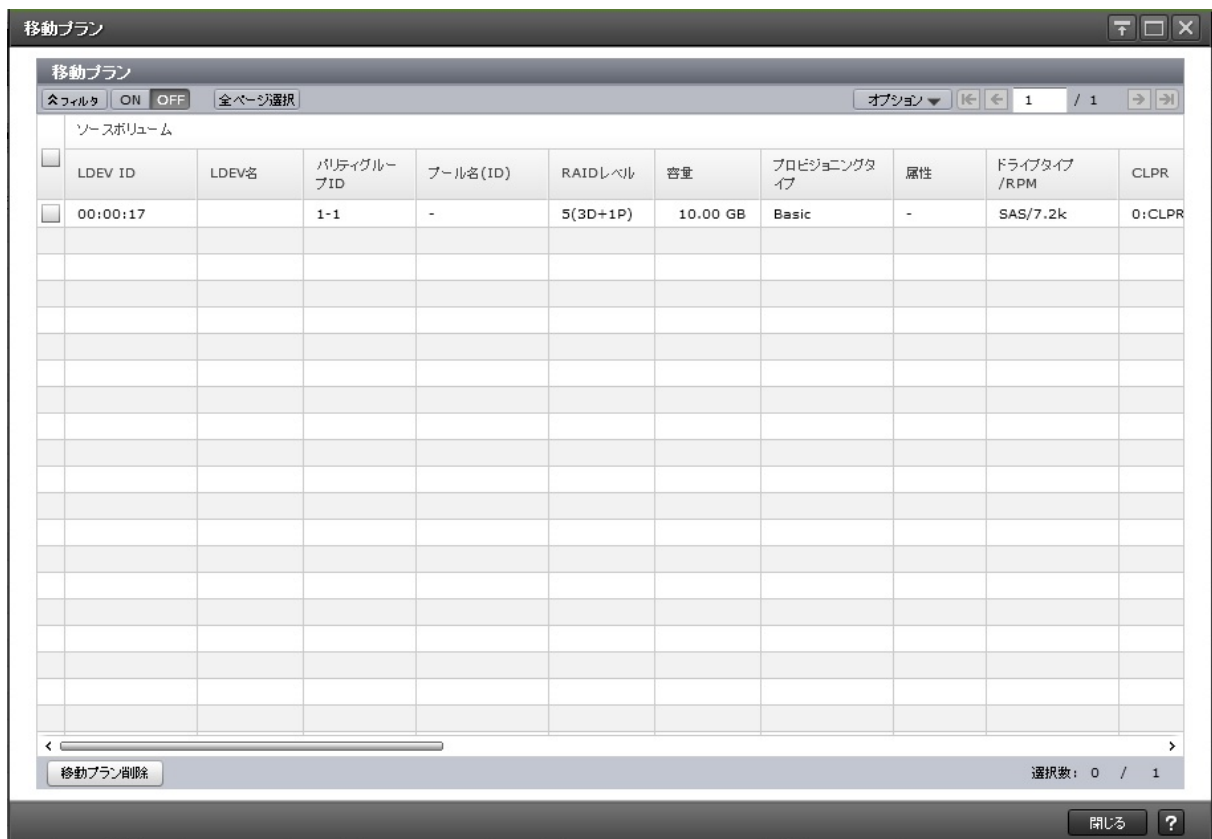 移動プラン
移動プラン
フィルタ ON OFF 全ページ選択 オプション 1 / 1
ソースボリューム
LDEV ID LDEV名 パリティグルー プール名(ID) RAIDレベル 容量 プロビジョニングタ 属性 ドライブタイプ CLPR
プID イプ /RPM
00:00:17 1-1 - 5(3D+1P) 10.00 GB Basic - SAS/7.2k 0:CLPR
移動プラン削除 選択数: 0 / 1
閉じる ?